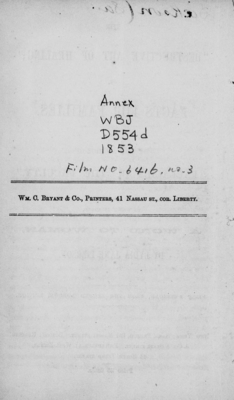 Annex
WBJ
D554d
1853
Film NO. 6416, no. 3
WM. C. BRYANT & CO., PRINTERS, 41 NASSAU ST., COR. LIBERTY.